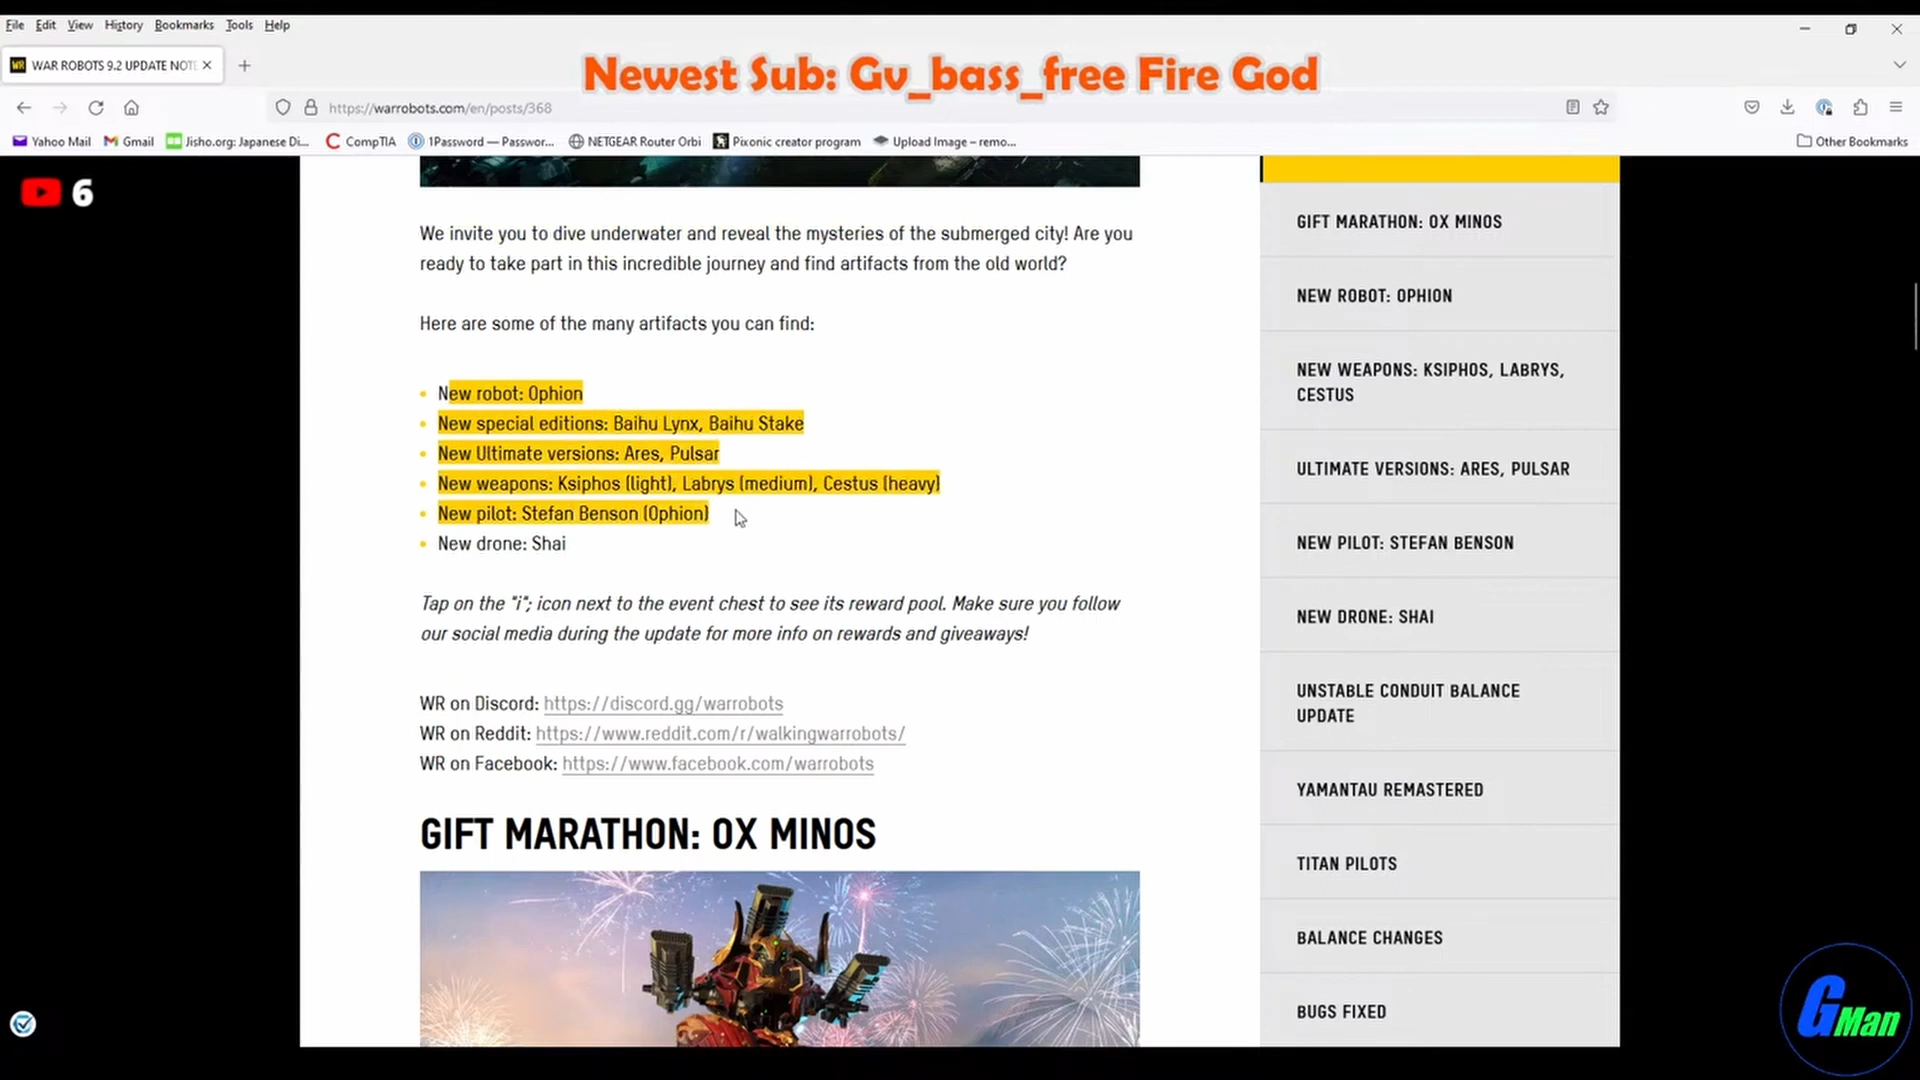 File Edit View History Bookmarks Tools Help
WR WAR ROBOTS 9.2 UPDATE NOTE
Newest Sub: Gv_bass_free Fire God
https://warrobots.com/en/posts/368
Yahoo Mail Gmail Jisho.org: Japanese Di... CompTIA 1Password — Passwor... NETGEAR Router Orbi Pixonic creator program Upload Image – remo... Other Bookmarks
6
We invite you to dive underwater and reveal the mysteries of the submerged city! Are you
ready to take part in this incredible journey and find artifacts from the old world?
Here are some of the many artifacts you can find:
• New robot: Ophion
• New special editions: Baihu Lynx, Baihu Stake
• New Ultimate versions: Ares, Pulsar
• New weapons: Ksiphos (light), Labrys (medium), Cestus (heavy)
• New pilot: Stefan Benson (Ophion)
• New drone: Shai
Tap on the "i"; icon next to the event chest to see its reward pool. Make sure you follow
our social media during the update for more info on rewards and giveaways!
WR on Discord: https://discord.gg/warrobots
WR on Reddit: https://www.reddit.com/r/walkingwarrobots/
WR on Facebook: https://www.facebook.com/warrobots
GIFT MARATHON: OX MINOS
GIFT MARATHON: OX MINOS
NEW ROBOT: OPHION
NEW WEAPONS: KSIPHOS, LABRYS,
CESTUS
ULTIMATE VERSIONS: ARES, PULSAR
NEW PILOT: STEFAN BENSON
NEW DRONE: SHAI
UNSTABLE CONDUIT BALANCE
UPDATE
YAMANTAU REMASTERED
TITAN PILOTS
BALANCE CHANGES
BUGS FIXED
GMan